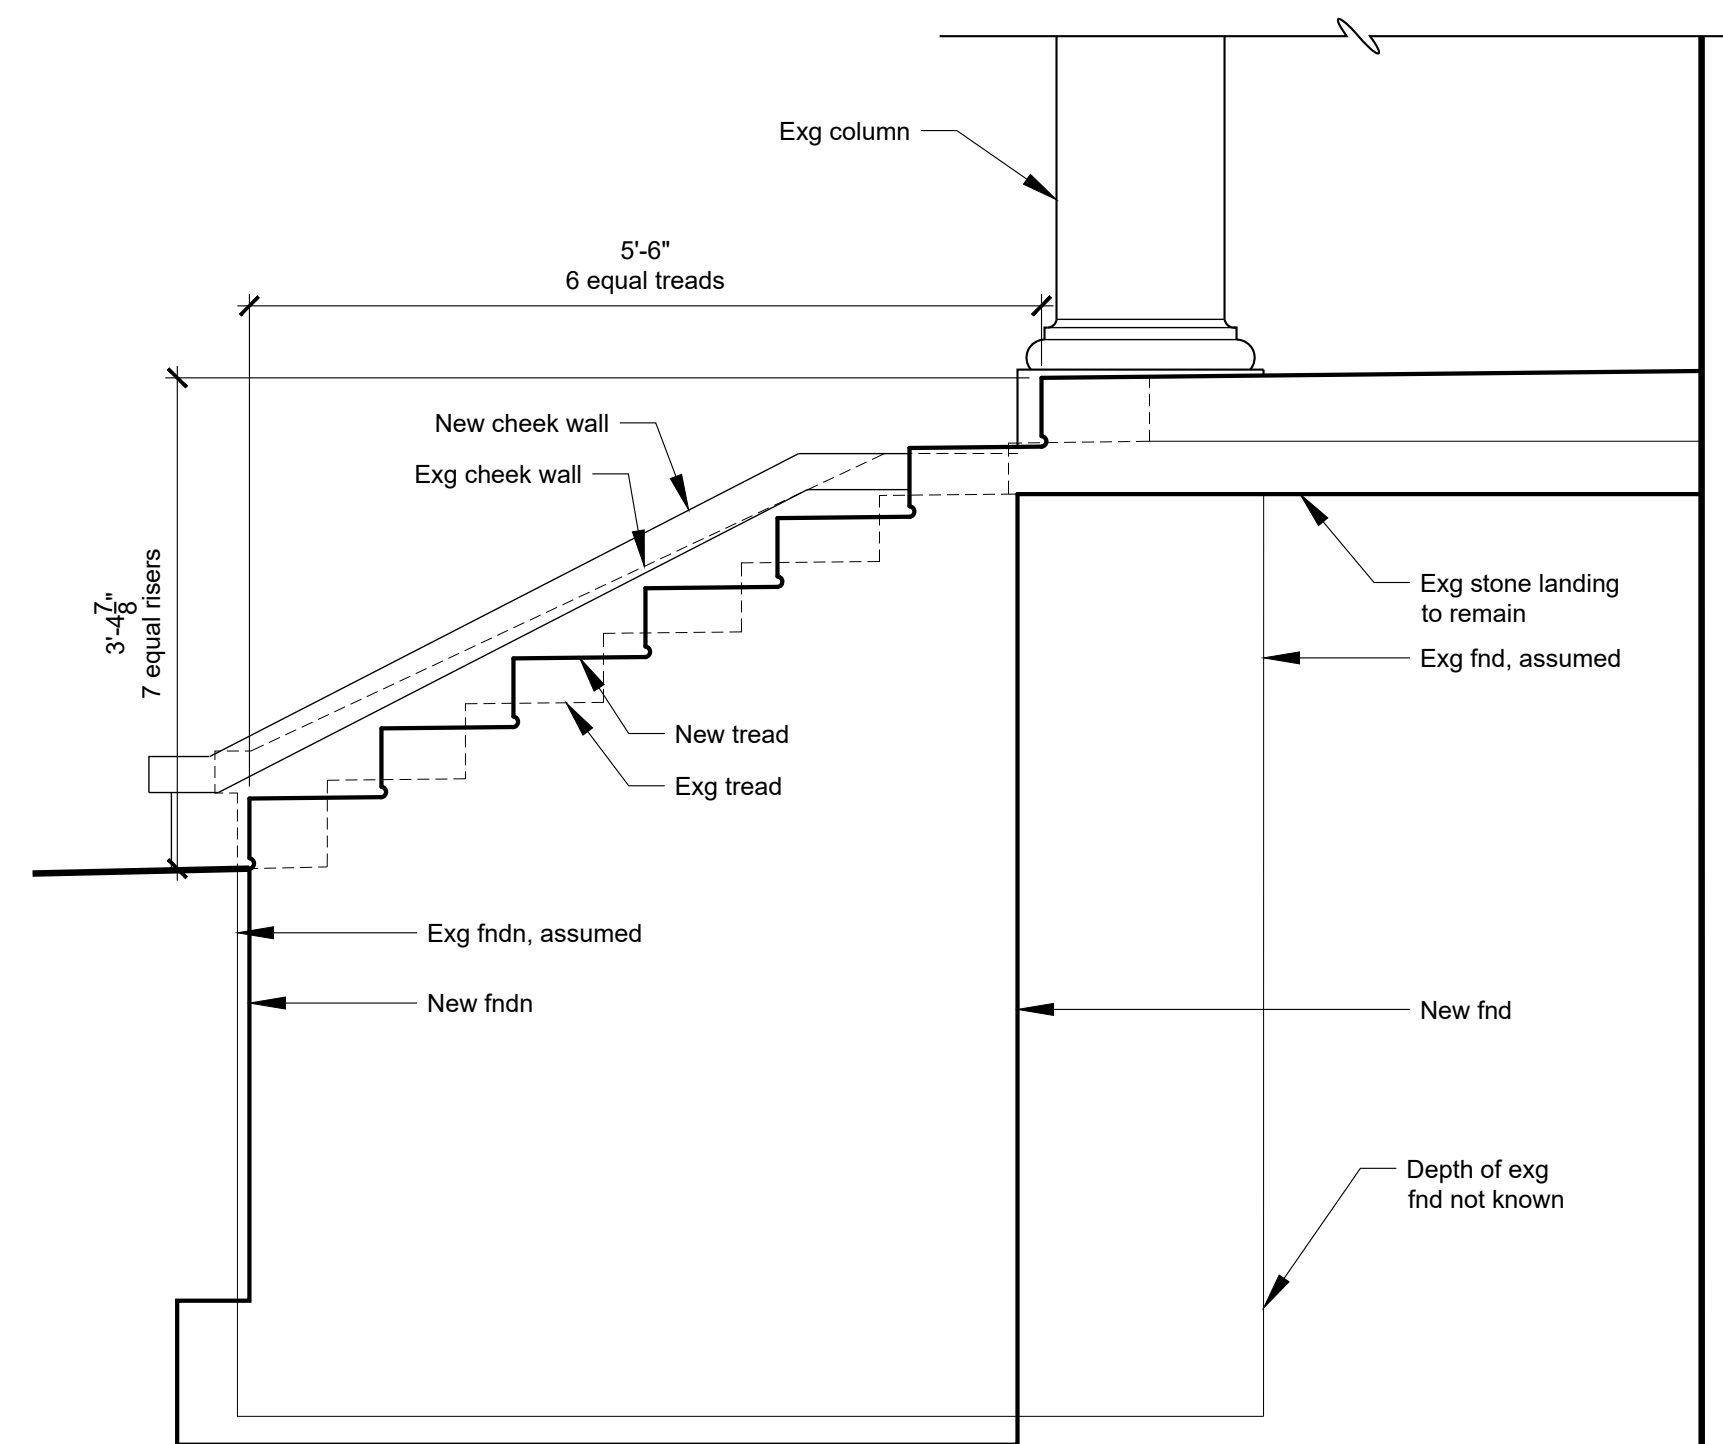 Exg column
5'-6"
6 equal treads
New cheek wall
Exg cheek wall
3'-4 7/8"
7 equal risers
Exg stone landing
to remain
Exg fnd, assumed
New tread
Exg tread
Exg fndn, assumed
New fndn
New fnd
Depth of exg
fnd not known